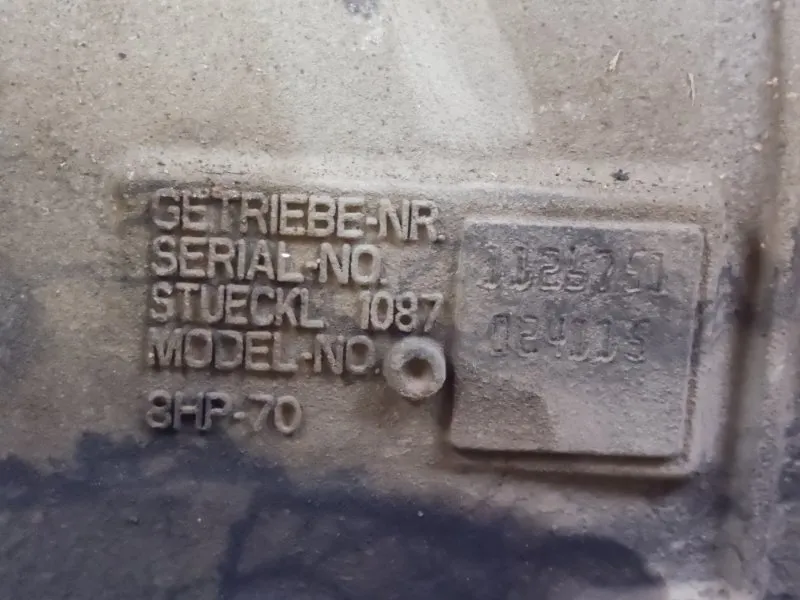 GETRIEBE-NR.
SERIAL-NO.
STUECKL 1087
MODEL-NO.
8HP-70